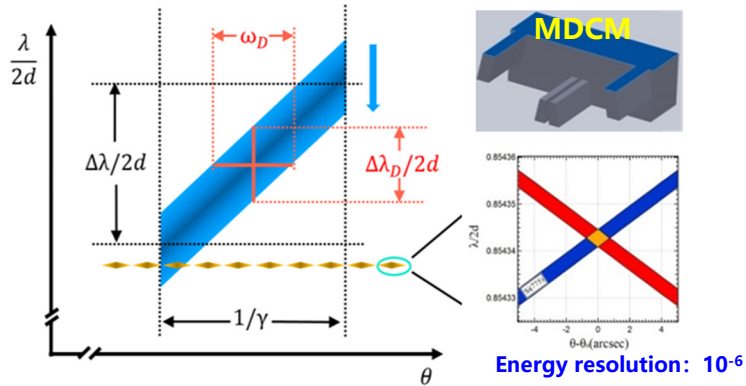 λ/2d
ω_D
Δλ/2d
Δλ_D/2d
1/γ
θ
MDCM
0.85436
0.85435
0.85434
0.85433
λ/2d
-4 -2 0 2 4
θ-θ₀(arcsec)
Energy resolution: 10⁻⁶